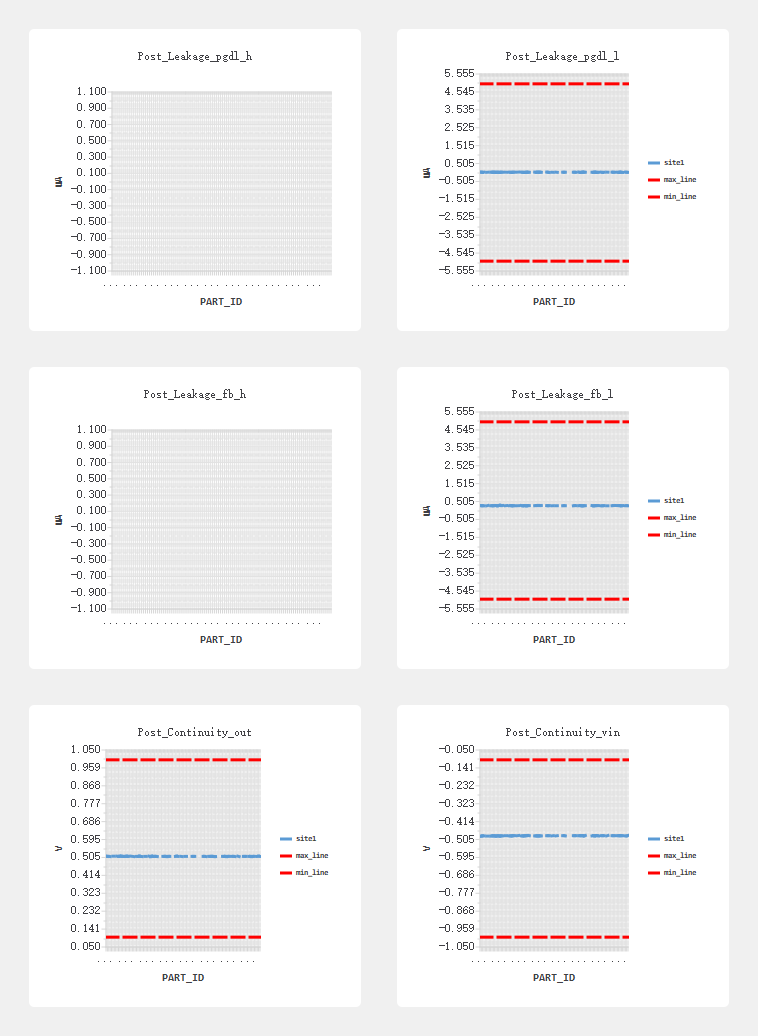 Post_Leakage_pgdl_h
1.100
0.900
0.700
0.500
0.300
0.100
-0.100
-0.300
-0.500
-0.700
-0.900
-1.100
PART_ID
Post_Leakage_pgdl_l
5.555
4.545
3.535
2.525
1.515
0.505
-0.505
-1.515
-2.525
-3.535
-4.545
-5.555
site1
max_line
min_line
PART_ID
Post_Leakage_fb_h
1.100
0.900
0.700
0.500
0.300
0.100
-0.100
-0.300
-0.500
-0.700
-0.900
-1.100
PART_ID
Post_Leakage_fb_l
5.555
4.545
3.535
2.525
1.515
0.505
-0.505
-1.515
-2.525
-3.535
-4.545
-5.555
site1
max_line
min_line
PART_ID
Post_Continuity_out
1.050
0.959
0.868
0.777
0.686
0.595
0.505
0.414
0.323
0.232
0.141
0.050
V
site1
max_line
min_line
PART_ID
Post_Continuity_vin
-0.050
-0.141
-0.232
-0.323
-0.414
-0.505
-0.595
-0.686
-0.777
-0.868
-0.959
-1.050
V
site1
max_line
min_line
PART_ID